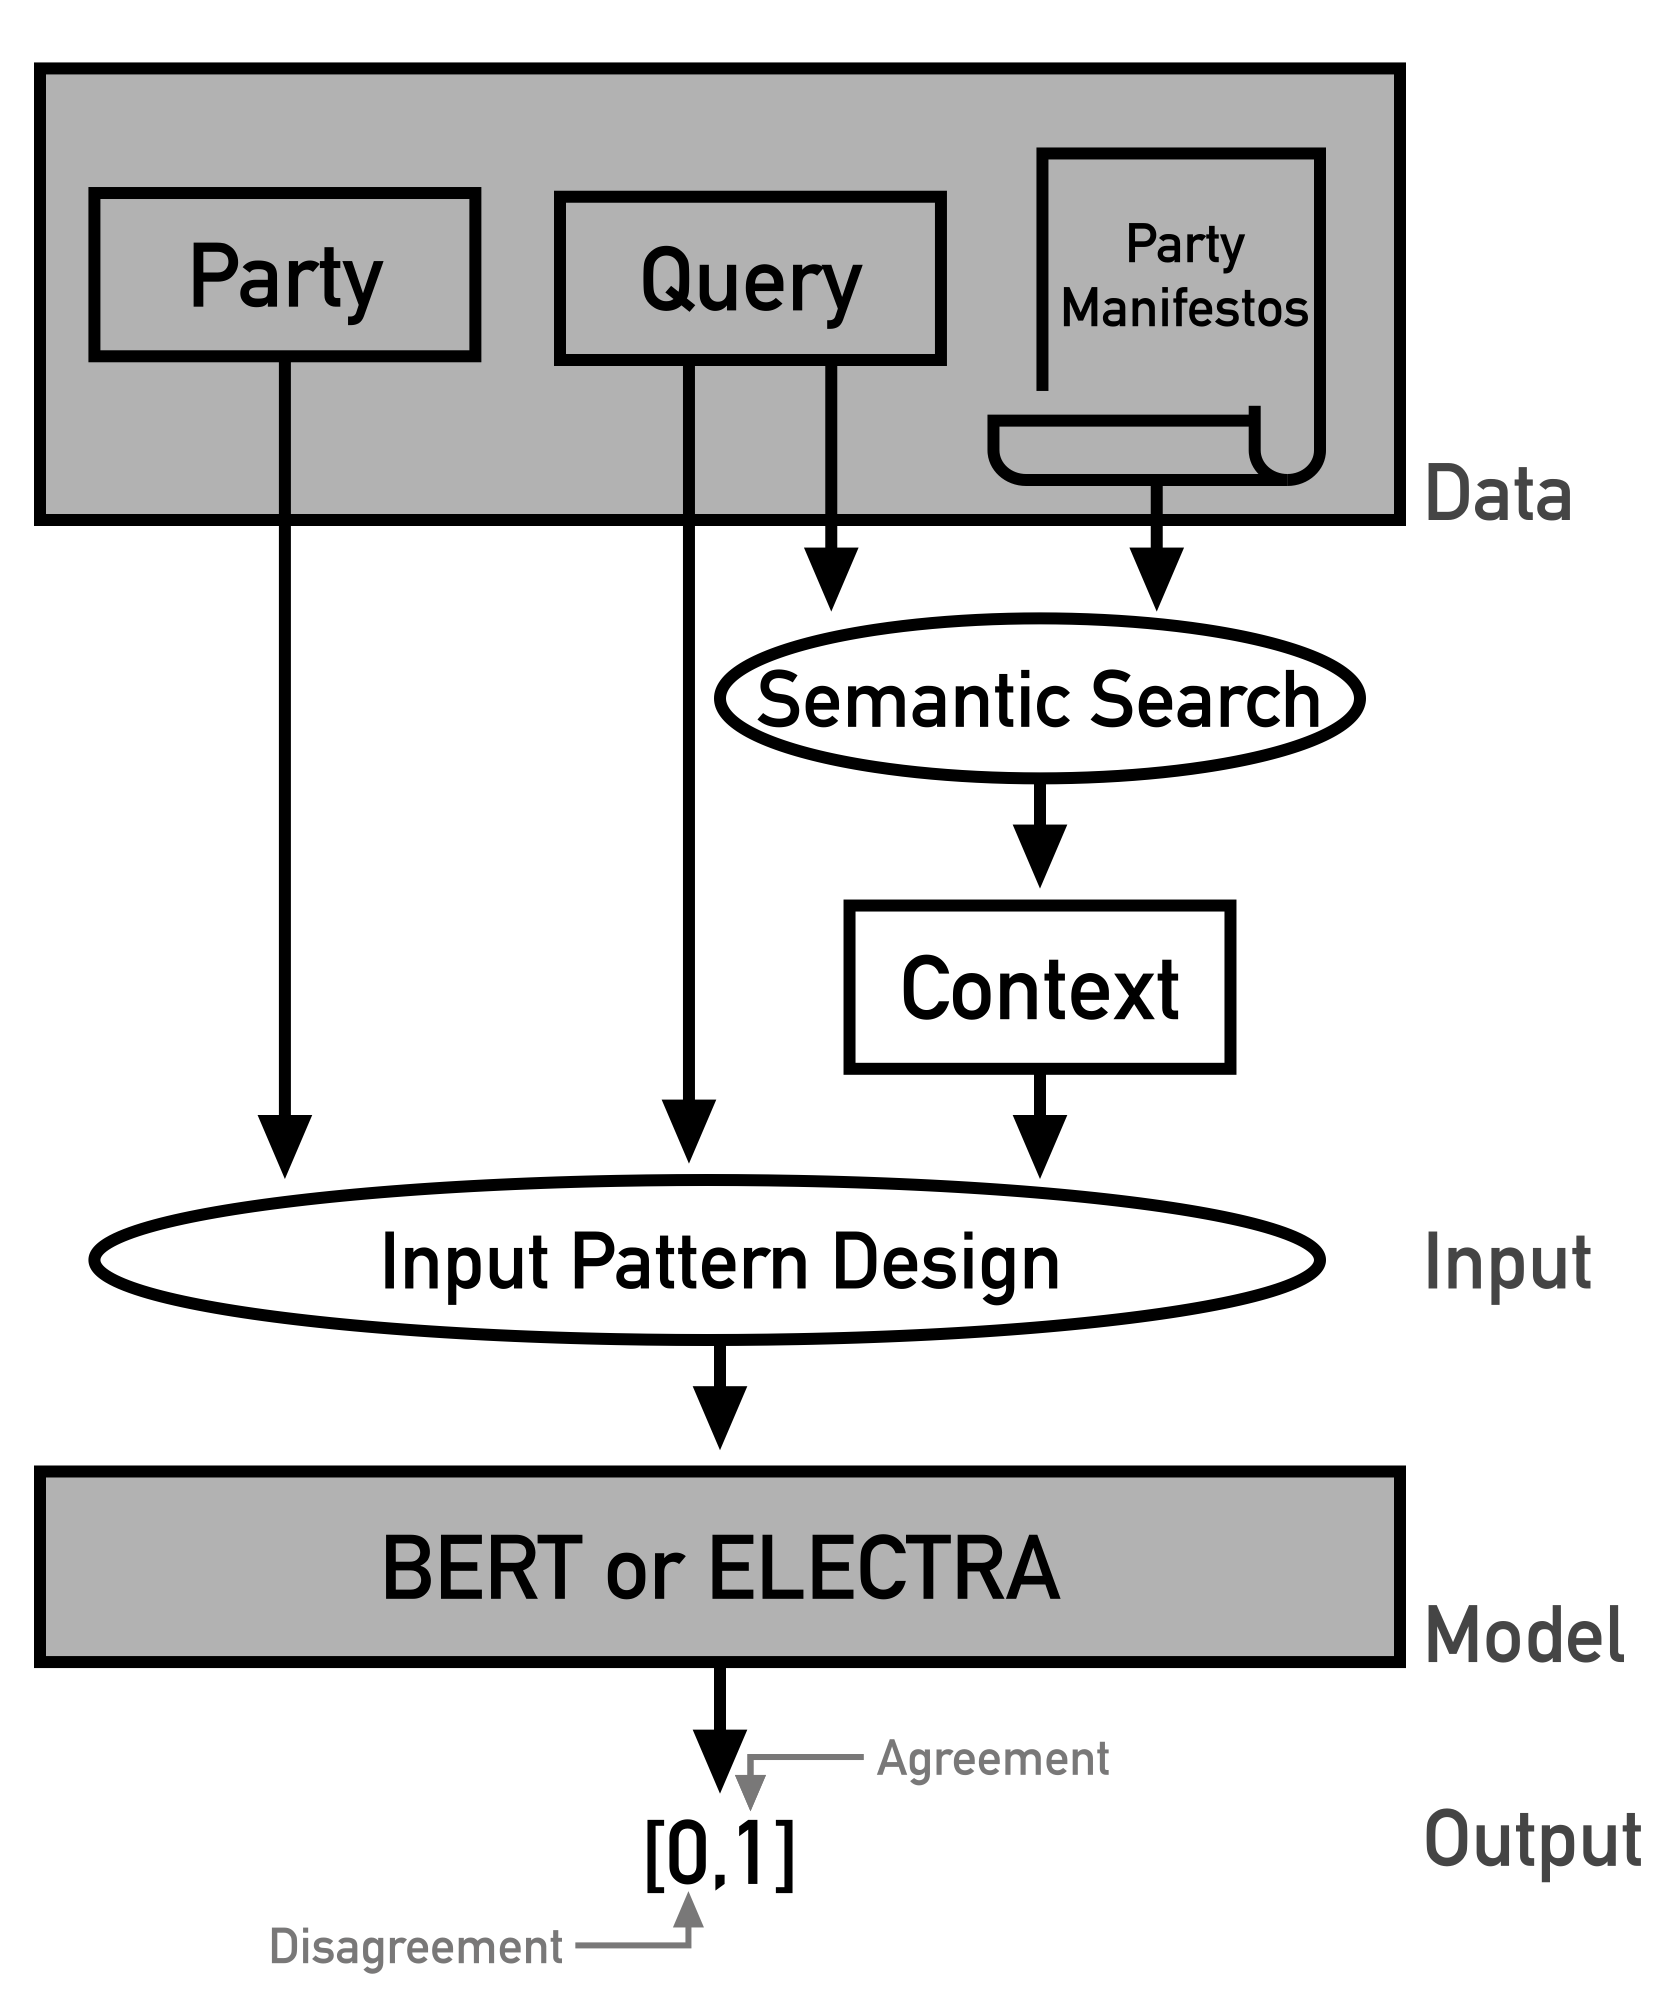 Party
Query
Party
Manifestos
Data
Semantic Search
Context
Input Pattern Design
Input
BERT or ELECTRA
Model
Agreement
[0,1]
Output
Disagreement